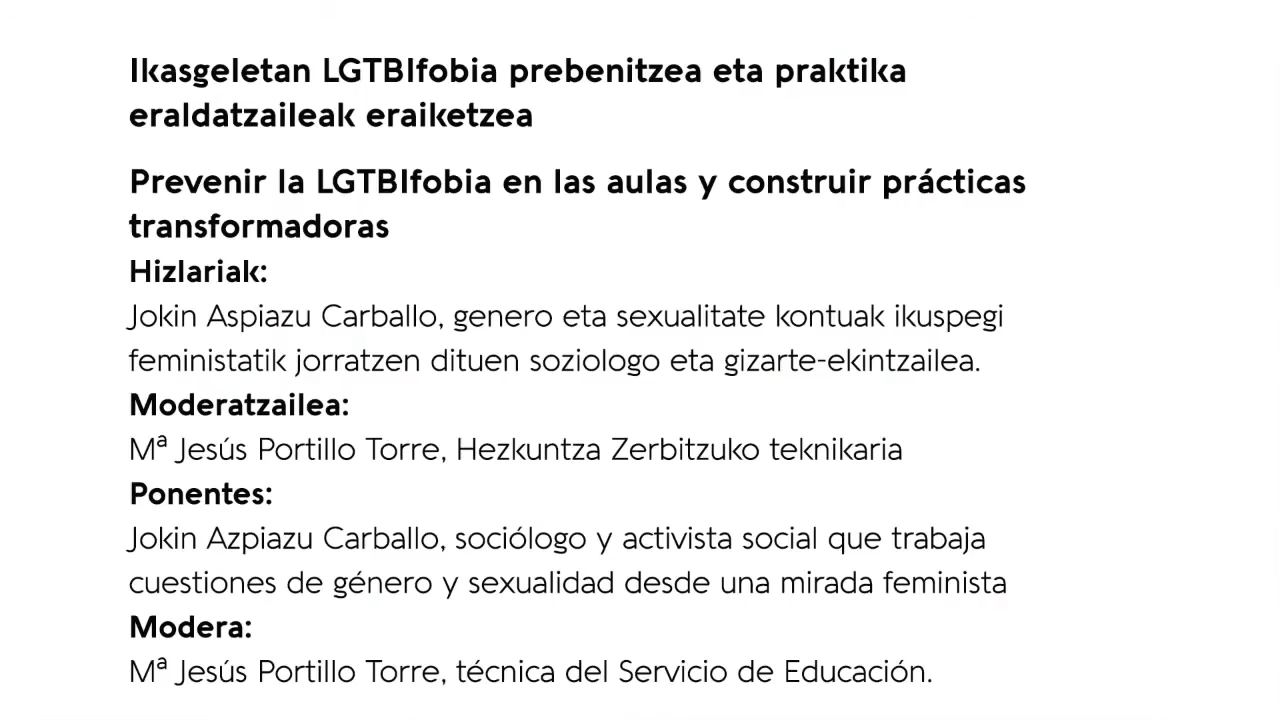 Ikasgeletan LGTBIfobia prebenitzea eta praktika
eraldatzaileak eraiketzea
Prevenir la LGTBIfobia en las aulas y construir prácticas
transformadoras
Hizlariak:
Jokin Aspiazu Carballo, genero eta sexualitate kontuak ikuspegi
feministatik jorratzen dituen soziologo eta gizarte-ekintzailea.
Moderatzailea:
Mª Jesús Portillo Torre, Hezkuntza Zerbitzuko teknikaria
Ponentes:
Jokin Azpiazu Carballo, sociólogo y activista social que trabaja
cuestiones de género y sexualidad desde una mirada feminista
Modera:
Mª Jesús Portillo Torre, técnica del Servicio de Educación.